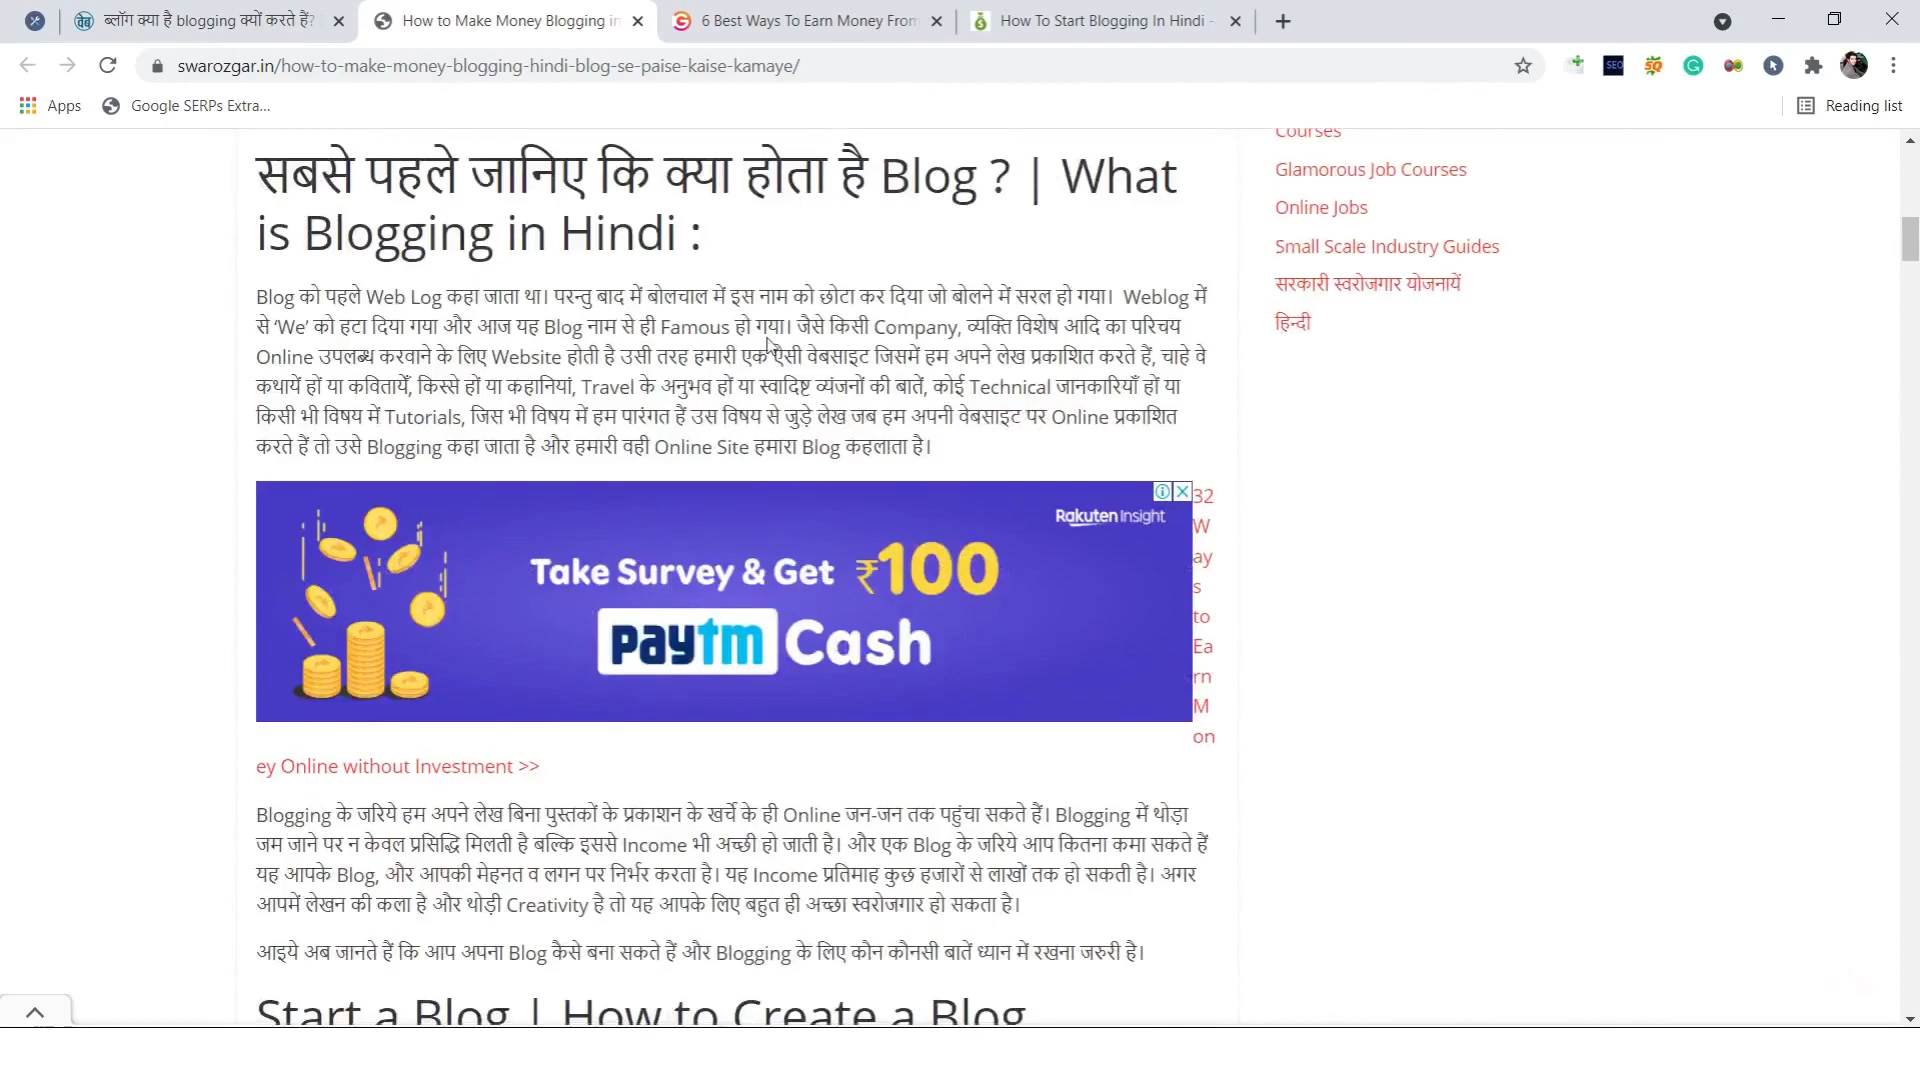 ब्लॉग क्या है blogging क्यों करते हैं?
How to Make Money Blogging in
6 Best Ways To Earn Money From
How To Start Blogging In Hindi -
swarozgar.in/how-to-make-money-blogging-hindi-blog-se-paise-kaise-kamaye/
SEO
Apps
Google SERPs Extra...
Reading list
सबसे पहले जानिए कि क्या होता है Blog ? | What
is Blogging in Hindi :
Blog को पहले Web Log कहा जाता था। परन्तु बाद में बोलचाल में इस नाम को छोटा कर दिया जो बोलने में सरल हो गया। Weblog में
से ‘We’ को हटा दिया गया और आज यह Blog नाम से ही Famous हो गया। जैसे किसी Company, व्यक्ति विशेष आदि का परिचय
Online उपलब्ध करवाने के लिए Website होती है उसी तरह हमारी एक ऐसी वेबसाइट जिसमें हम अपने लेख प्रकाशित करते हैं, चाहे वे
कथायें हों या कवितायेँ, किस्से हों या कहानियां, Travel के अनुभव हों या स्वादिष्ट व्यंजनों की बातें, कोई Technical जानकारियाँ हों या
किसी भी विषय में Tutorials, जिस भी विषय में हम पारंगत हैं उस विषय से जुड़े लेख जब हम अपनी वेबसाइट पर Online प्रकाशित
करते हैं तो उसे Blogging कहा जाता है और हमारी वही Online Site हमारा Blog कहलाता है।
Rakuten Insight
Take Survey & Get ₹100
paytm Cash
32
W
ay
s
to
Ea
rn
M
on
ey Online without Investment >>
Blogging के जरिये हम अपने लेख बिना पुस्तकों के प्रकाशन के खर्चे के ही Online जन-जन तक पहुंचा सकते हैं। Blogging में थोड़ा
जम जाने पर न केवल प्रसिद्धि मिलती है बल्कि इससे Income भी अच्छी हो जाती है। और एक Blog के जरिये आप कितना कमा सकते हैं
यह आपके Blog, और आपकी मेहनत व लगन पर निर्भर करता है। यह Income प्रतिमाह कुछ हजारों से लाखों तक हो सकती है। अगर
आपमें लेखन की कला है और थोड़ी Creativity है तो यह आपके लिए बहुत ही अच्छा स्वरोजगार हो सकता है।
आइये अब जानते हैं कि आप अपना Blog कैसे बना सकते हैं और Blogging के लिए कौन कौनसी बातें ध्यान में रखना जरुरी है।
Start a Blog | How to Create a Blog
Courses
Glamorous Job Courses
Online Jobs
Small Scale Industry Guides
सरकारी स्वरोजगार योजनायें
हिन्दी